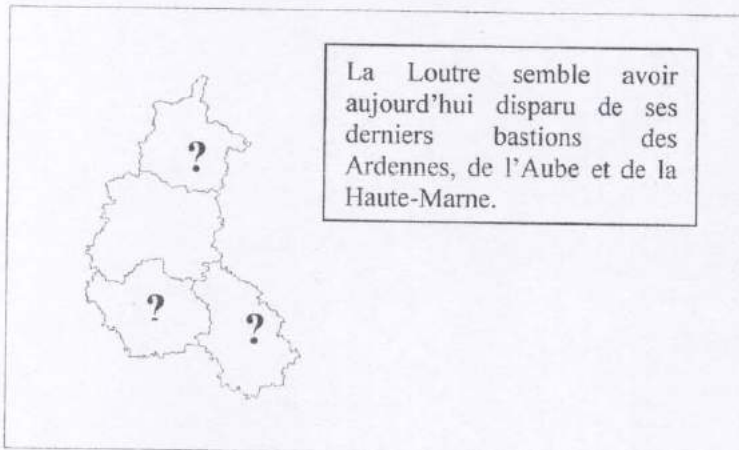 La Loutre semble avoir
aujourd'hui disparu de ses
derniers bastions des
Ardennes, de l'Aube et de la
Haute-Marne.
?
?
?